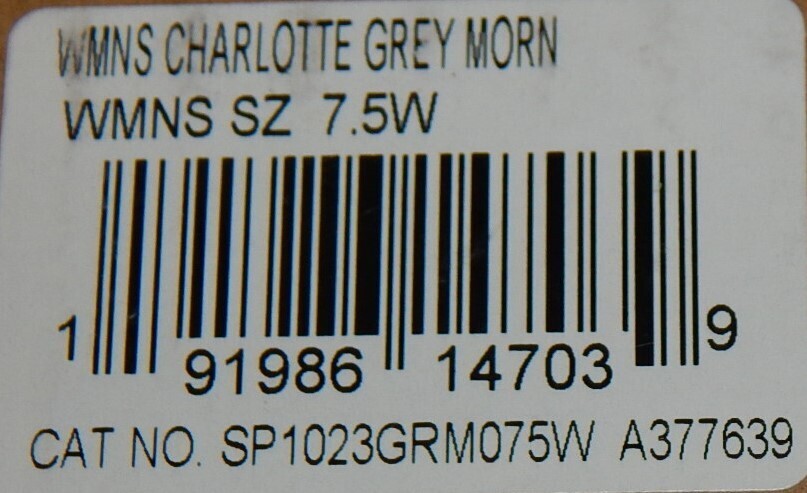 WMNS CHARLOTTE GREY MORN
WMNS SZ 7.5W
1 91986 14703 9
CAT NO. SP1023GRM075W A377639